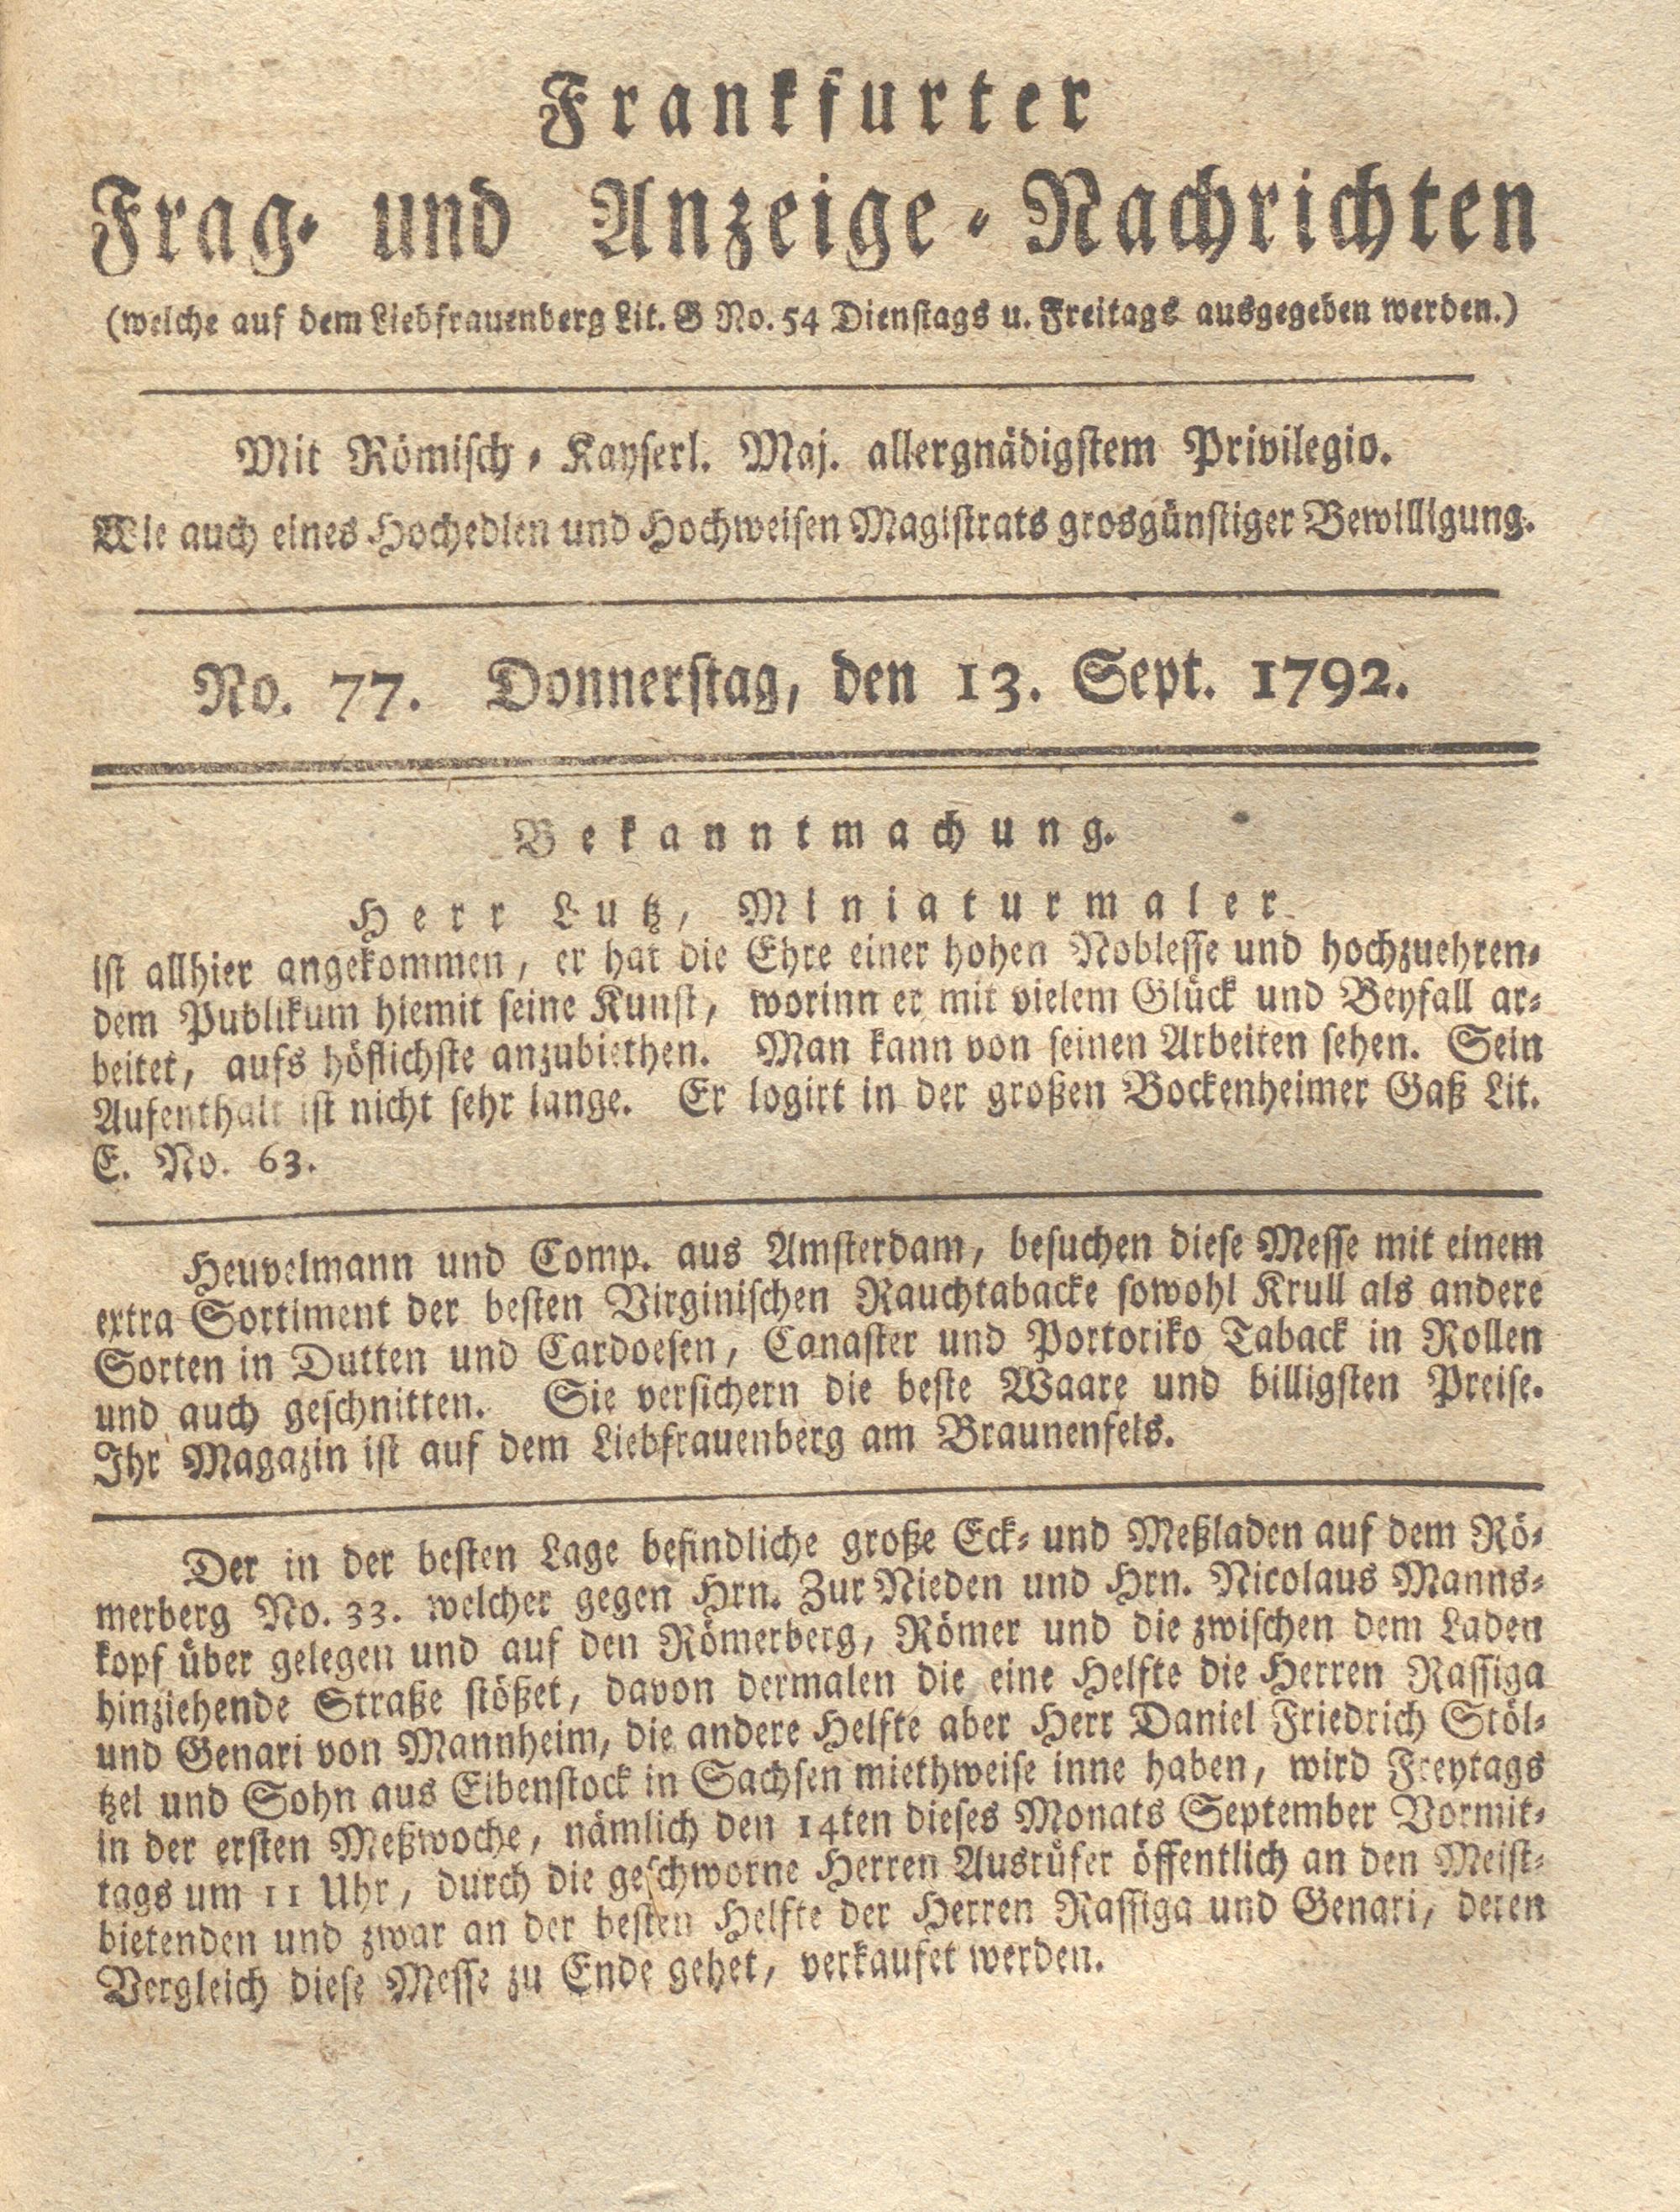 Frankfurter
Frag- und Anzeige-Nachrichten
(welche auf dem Liebfrauenberg Lit. G No. 54 Dienstags u. Freitags ausgegeben werden.)
Mit Römisch-Kayserl. Maj. allergnädigstem Privilegio.
Wie auch eines Hochedlen und Hochweisen Magistrats grosgünstiger Bewilligung.
No. 77. Donnerstag, den 13. Sept. 1792.
Bekanntmachung.
Herr Lutz, Miniaturmaler
ist allhier angekommen, er hat die Ehre einer hohen Noblesse und hochzuehren-
dem Publikum hiemit seine Kunst, worinn er mit vielem Glück und Beyfall ar-
beitet, aufs höflichste anzubiethen. Man kann von seinen Arbeiten sehen. Sein
Aufenthalt ist nicht sehr lange. Er logirt in der großen Bockenheimer Gaß Lit.
E. No. 63.
Heuvelmann und Comp. aus Amsterdam, besuchen diese Messe mit einem
extra Sortiment der besten Virginischen Rauchtabacke sowohl Krull als andere
Sorten in Dutten und Cardoesen, Canaster und Portoriko Taback in Rollen
und auch geschnitten. Sie versichern die beste Waare und billigsten Preise.
Ihr Magazin ist auf dem Liebfrauenberg am Braunenfels.
Der in der besten Lage befindliche große Eck- und Meßladen auf dem Rö-
merberg No. 33. welcher gegen Hrn. Zur Nieden und Hrn. Nicolaus Manns-
kopf über gelegen und auf den Römerberg, Römer und die zwischen dem Laden
hinziehende Straße stößet, davon dermalen die eine Helfte die Herren Rassiga
und Genari von Mannheim, die andere Helfte aber Herr Daniel Friedrich Stöl-
tzel und Sohn aus Eibenstock in Sachsen miethweise inne haben, wird Freytags
in der ersten Meßwoche, nämlich den 14ten dieses Monats September Vormit-
tags um 11 Uhr, durch die geschworne Herren Ausrüfer öffentlich an den Meist-
bietenden und zwar an der besten Helfte der Herren Rassiga und Genari, deren
Vergleich diese Messe zu Ende gehet, verkaufet werden.